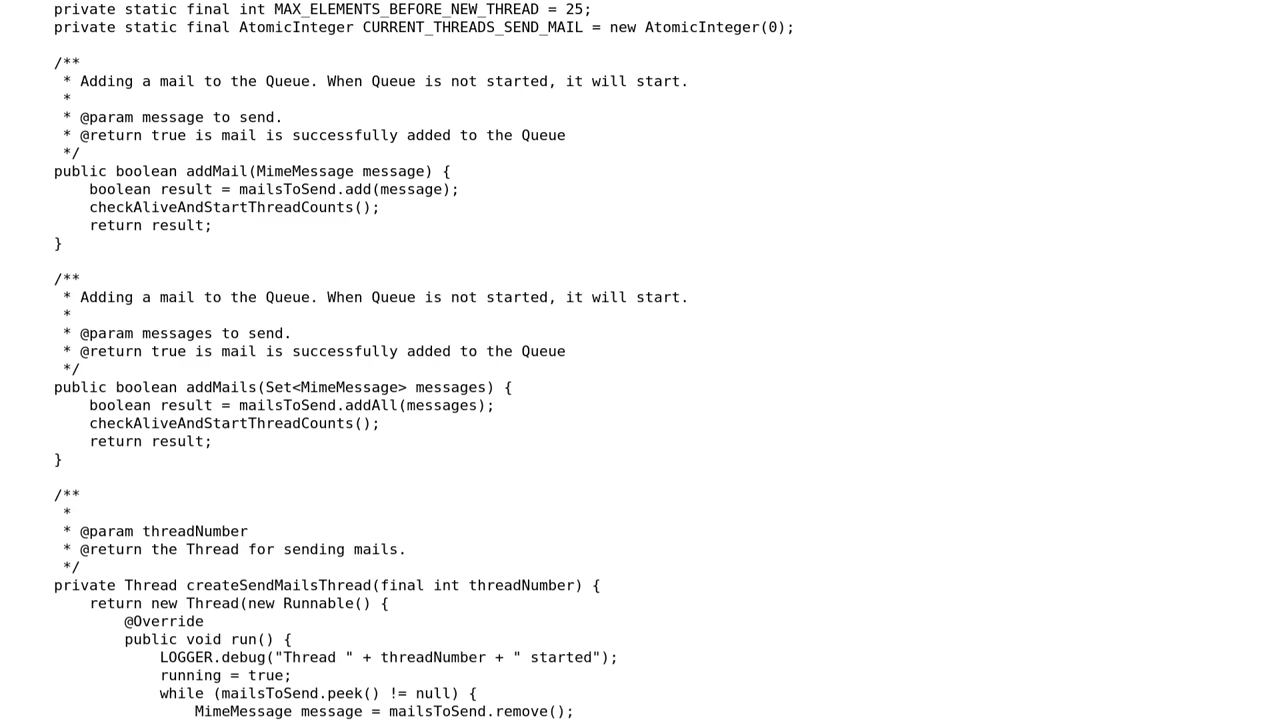 private static final int MAX_ELEMENTS_BEFORE_NEW_THREAD = 25;
private static final AtomicInteger CURRENT_THREADS_SEND_MAIL = new AtomicInteger(0);

/**
 * Adding a mail to the Queue. When Queue is not started, it will start.
 *
 * @param message to send.
 * @return true is mail is successfully added to the Queue
 */
public boolean addMail(MimeMessage message) {
    boolean result = mailsToSend.add(message);
    checkAliveAndStartThreadCounts();
    return result;
}

/**
 * Adding a mail to the Queue. When Queue is not started, it will start.
 *
 * @param messages to send.
 * @return true is mail is successfully added to the Queue
 */
public boolean addMails(Set<MimeMessage> messages) {
    boolean result = mailsToSend.addAll(messages);
    checkAliveAndStartThreadCounts();
    return result;
}

/**
 *
 * @param threadNumber
 * @return the Thread for sending mails.
 */
private Thread createSendMailsThread(final int threadNumber) {
    return new Thread(new Runnable() {
        @Override
        public void run() {
            LOGGER.debug("Thread " + threadNumber + " started");
            running = true;
            while (mailsToSend.peek() != null) {
                MimeMessage message = mailsToSend.remove();